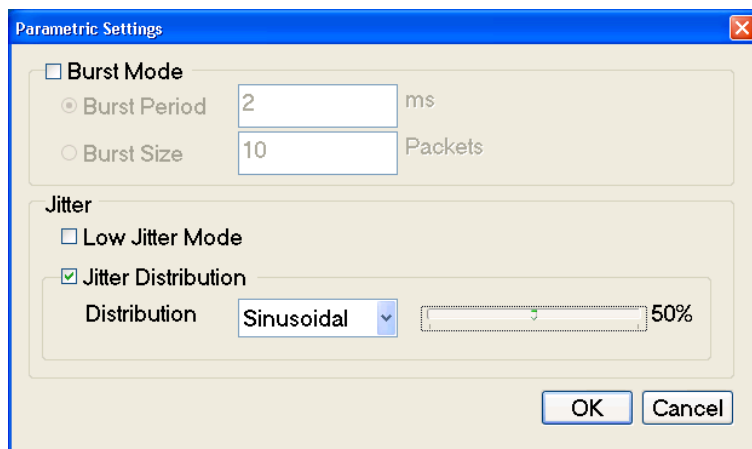 Parametric Settings
Burst Mode
Burst Period 2 ms
Burst Size 10 Packets
Jitter
Low Jitter Mode
Jitter Distribution
Distribution Sinusoidal 50%
OK Cancel